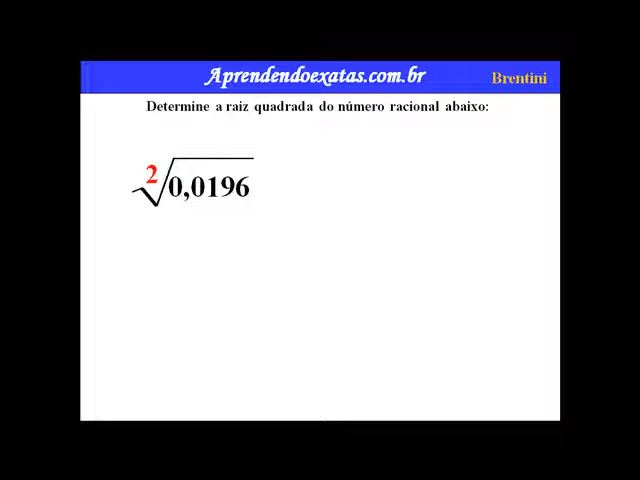 Aprendendoexatas.com.br
Brentini
Determine a raiz quadrada do número racional abaixo:
2√0,0196